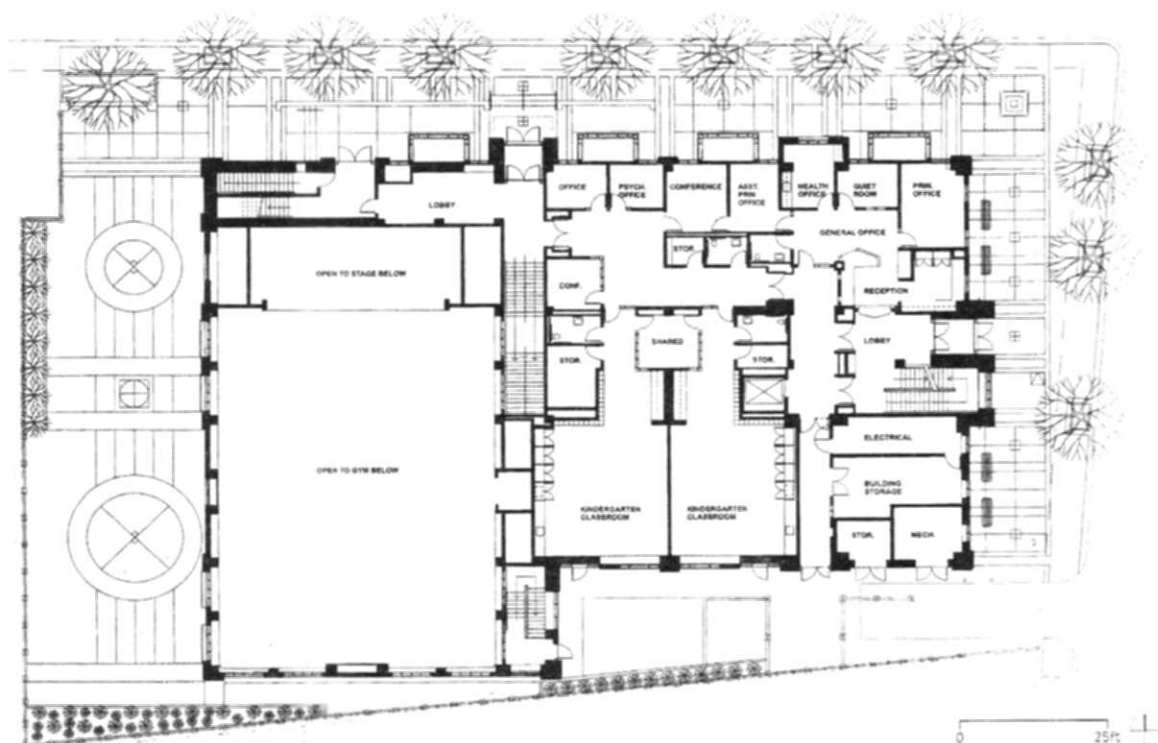 OFFICE
PSYCH.
OFFICE
CONFERENCE
ASST.
PRIN.
OFFICE
HEALTH
OFFICE
QUIET
ROOM
PRIN.
OFFICE
LOBBY
GENERAL OFFICE
STOR.
OPEN TO STAGE BELOW
CONF.
RECEPTION
SHARED
LOBBY
STOR.
STOR.
ELECTRICAL
OPEN TO GYM BELOW
BUILDING
STORAGE
KINDERGARTEN
CLASSROOM
KINDERGARTEN
CLASSROOM
STOR.
MECH.
0 25ft